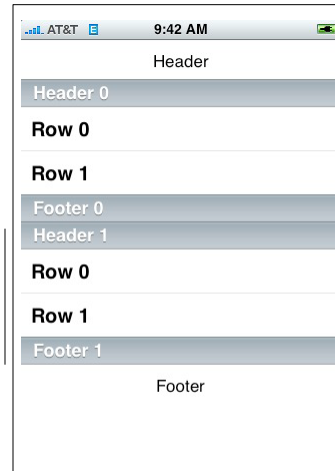 AT&T E 9:42 AM
Header
Header 0
Row 0
Row 1
Footer 0
Header 1
Row 0
Row 1
Footer 1
Footer